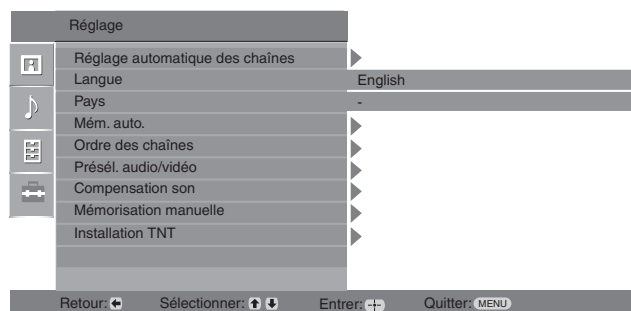 Réglage
Réglage automatique des chaînes
Langue English
Pays -
Mém. auto.
Ordre des chaînes
Présél. audio/vidéo
Compensation son
Mémorisation manuelle
Installation TNT
Retour: Sélectionner: Entrer: Quitter: MENU